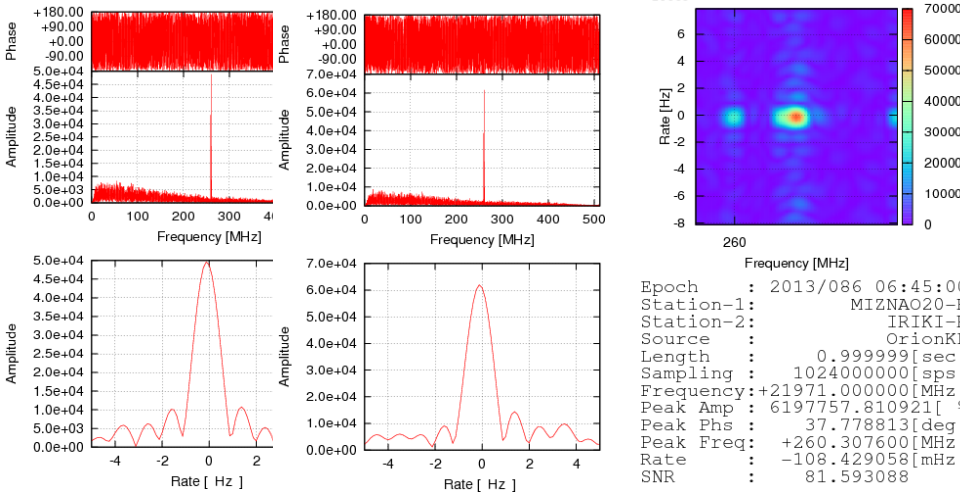 +180.00
+90.00
+0.00
-90.00
Phase
5.0e+04
4.5e+04
4.0e+04
3.5e+04
3.0e+04
2.5e+04
2.0e+04
1.5e+04
1.0e+04
5.0e+03
0.0e+00
Amplitude
0 100 200 300 400
Frequency [MHz]
+180.00
+90.00
+0.00
-90.00
Phase
7.0e+04
6.0e+04
5.0e+04
4.0e+04
3.0e+04
2.0e+04
1.0e+04
0.0e+00
Amplitude
0 100 200 300 400 500
Frequency [MHz]
6
4
2
0
-2
-4
-6
-8
Rate [Hz]
260
Frequency [MHz]
70000
60000
50000
40000
30000
20000
10000
0
5.0e+04
4.5e+04
4.0e+04
3.5e+04
3.0e+04
2.5e+04
2.0e+04
1.5e+04
1.0e+04
5.0e+03
0.0e+00
Amplitude
-4 -2 0 2
Rate [ Hz ]
7.0e+04
6.0e+04
5.0e+04
4.0e+04
3.0e+04
2.0e+04
1.0e+04
0.0e+00
Amplitude
-4 -2 0 2 4
Rate [ Hz ]
Epoch : 2013/086 06:45:00
Station-1: MIZNAO20-
Station-2: IRIKI-
Source : OrionK
Length : 0.999999[sec
Sampling : 1024000000[sps
Frequency:+21971.000000[MHz
Peak Amp : 6197757.810921[ %
Peak Phs : 37.778813[deg
Peak Freq: +260.307600[MHz
Rate : -108.429058[mHz
SNR : 81.593088